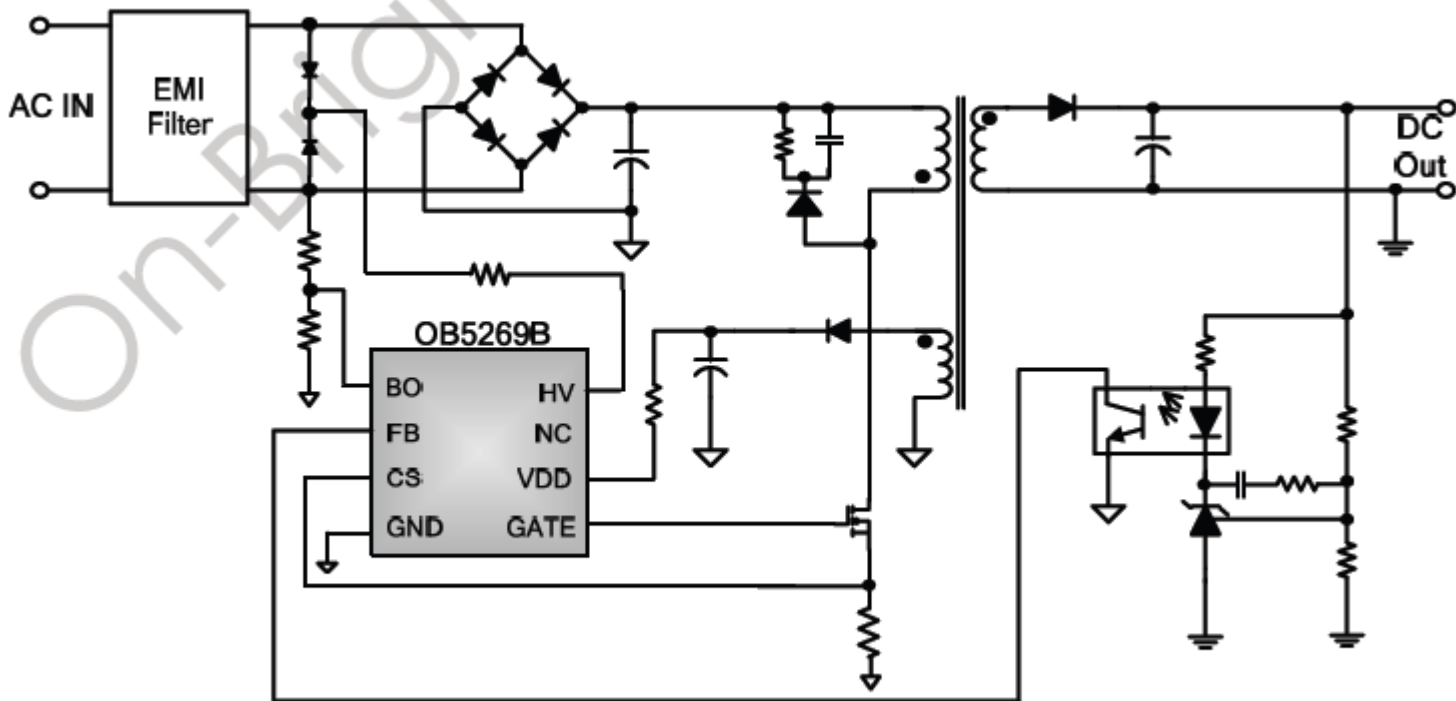 On-Brig
AC IN
EMI
Filter
DC
Out
OB5269B
BO
HV
FB
NC
CS
VDD
GND
GATE